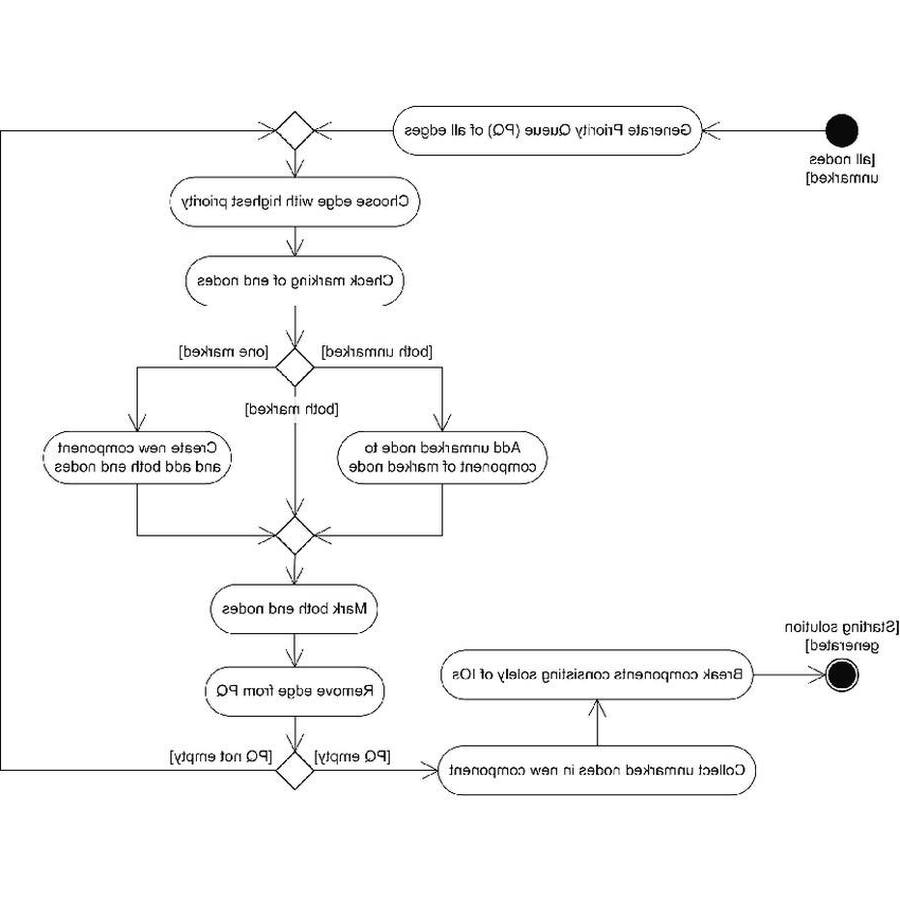 Generate Priority Queue (PQ) of all edges
[all nodes
unmarked]
Choose edge with highest priority
Check marking of end nodes
[one marked]
[both unmarked]
[both marked]
Create new component
and add both end nodes
Add unmarked node to
component of marked node
Mark both end nodes
[Starting solution
generated]
Break components consisting solely of IOs
Remove edge from PQ
[PQ not empty]
[PQ empty]
Collect unmarked nodes in new component